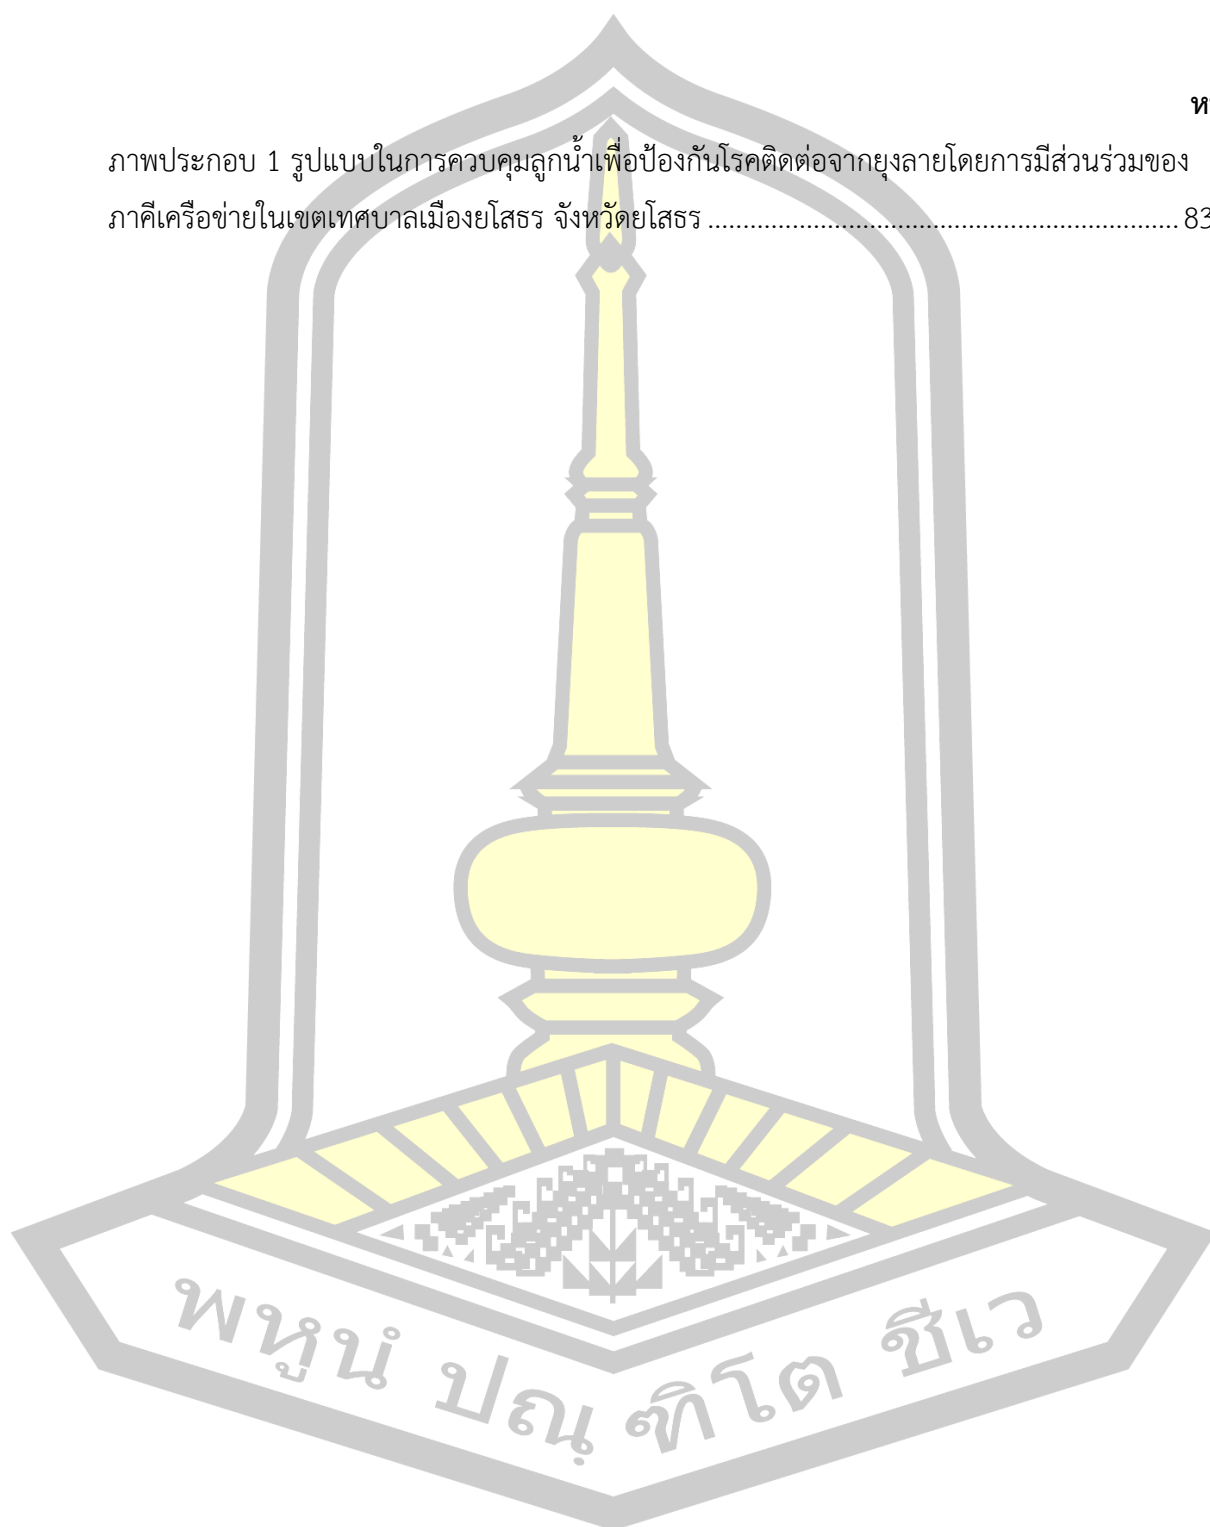 ภาพประกอบ 1 รูปแบบในการควบคุมลูกน้ำเพื่อป้องกันโรคติดต่อจากยุงลายโดยการมีส่วนร่วมของ
ภาคีเครือข่ายในเขตเทศบาลเมืองยโสธร จังหวัดยโสธร ................................................................... 83
พหูนํ ปณฺฑิโต ชีเว